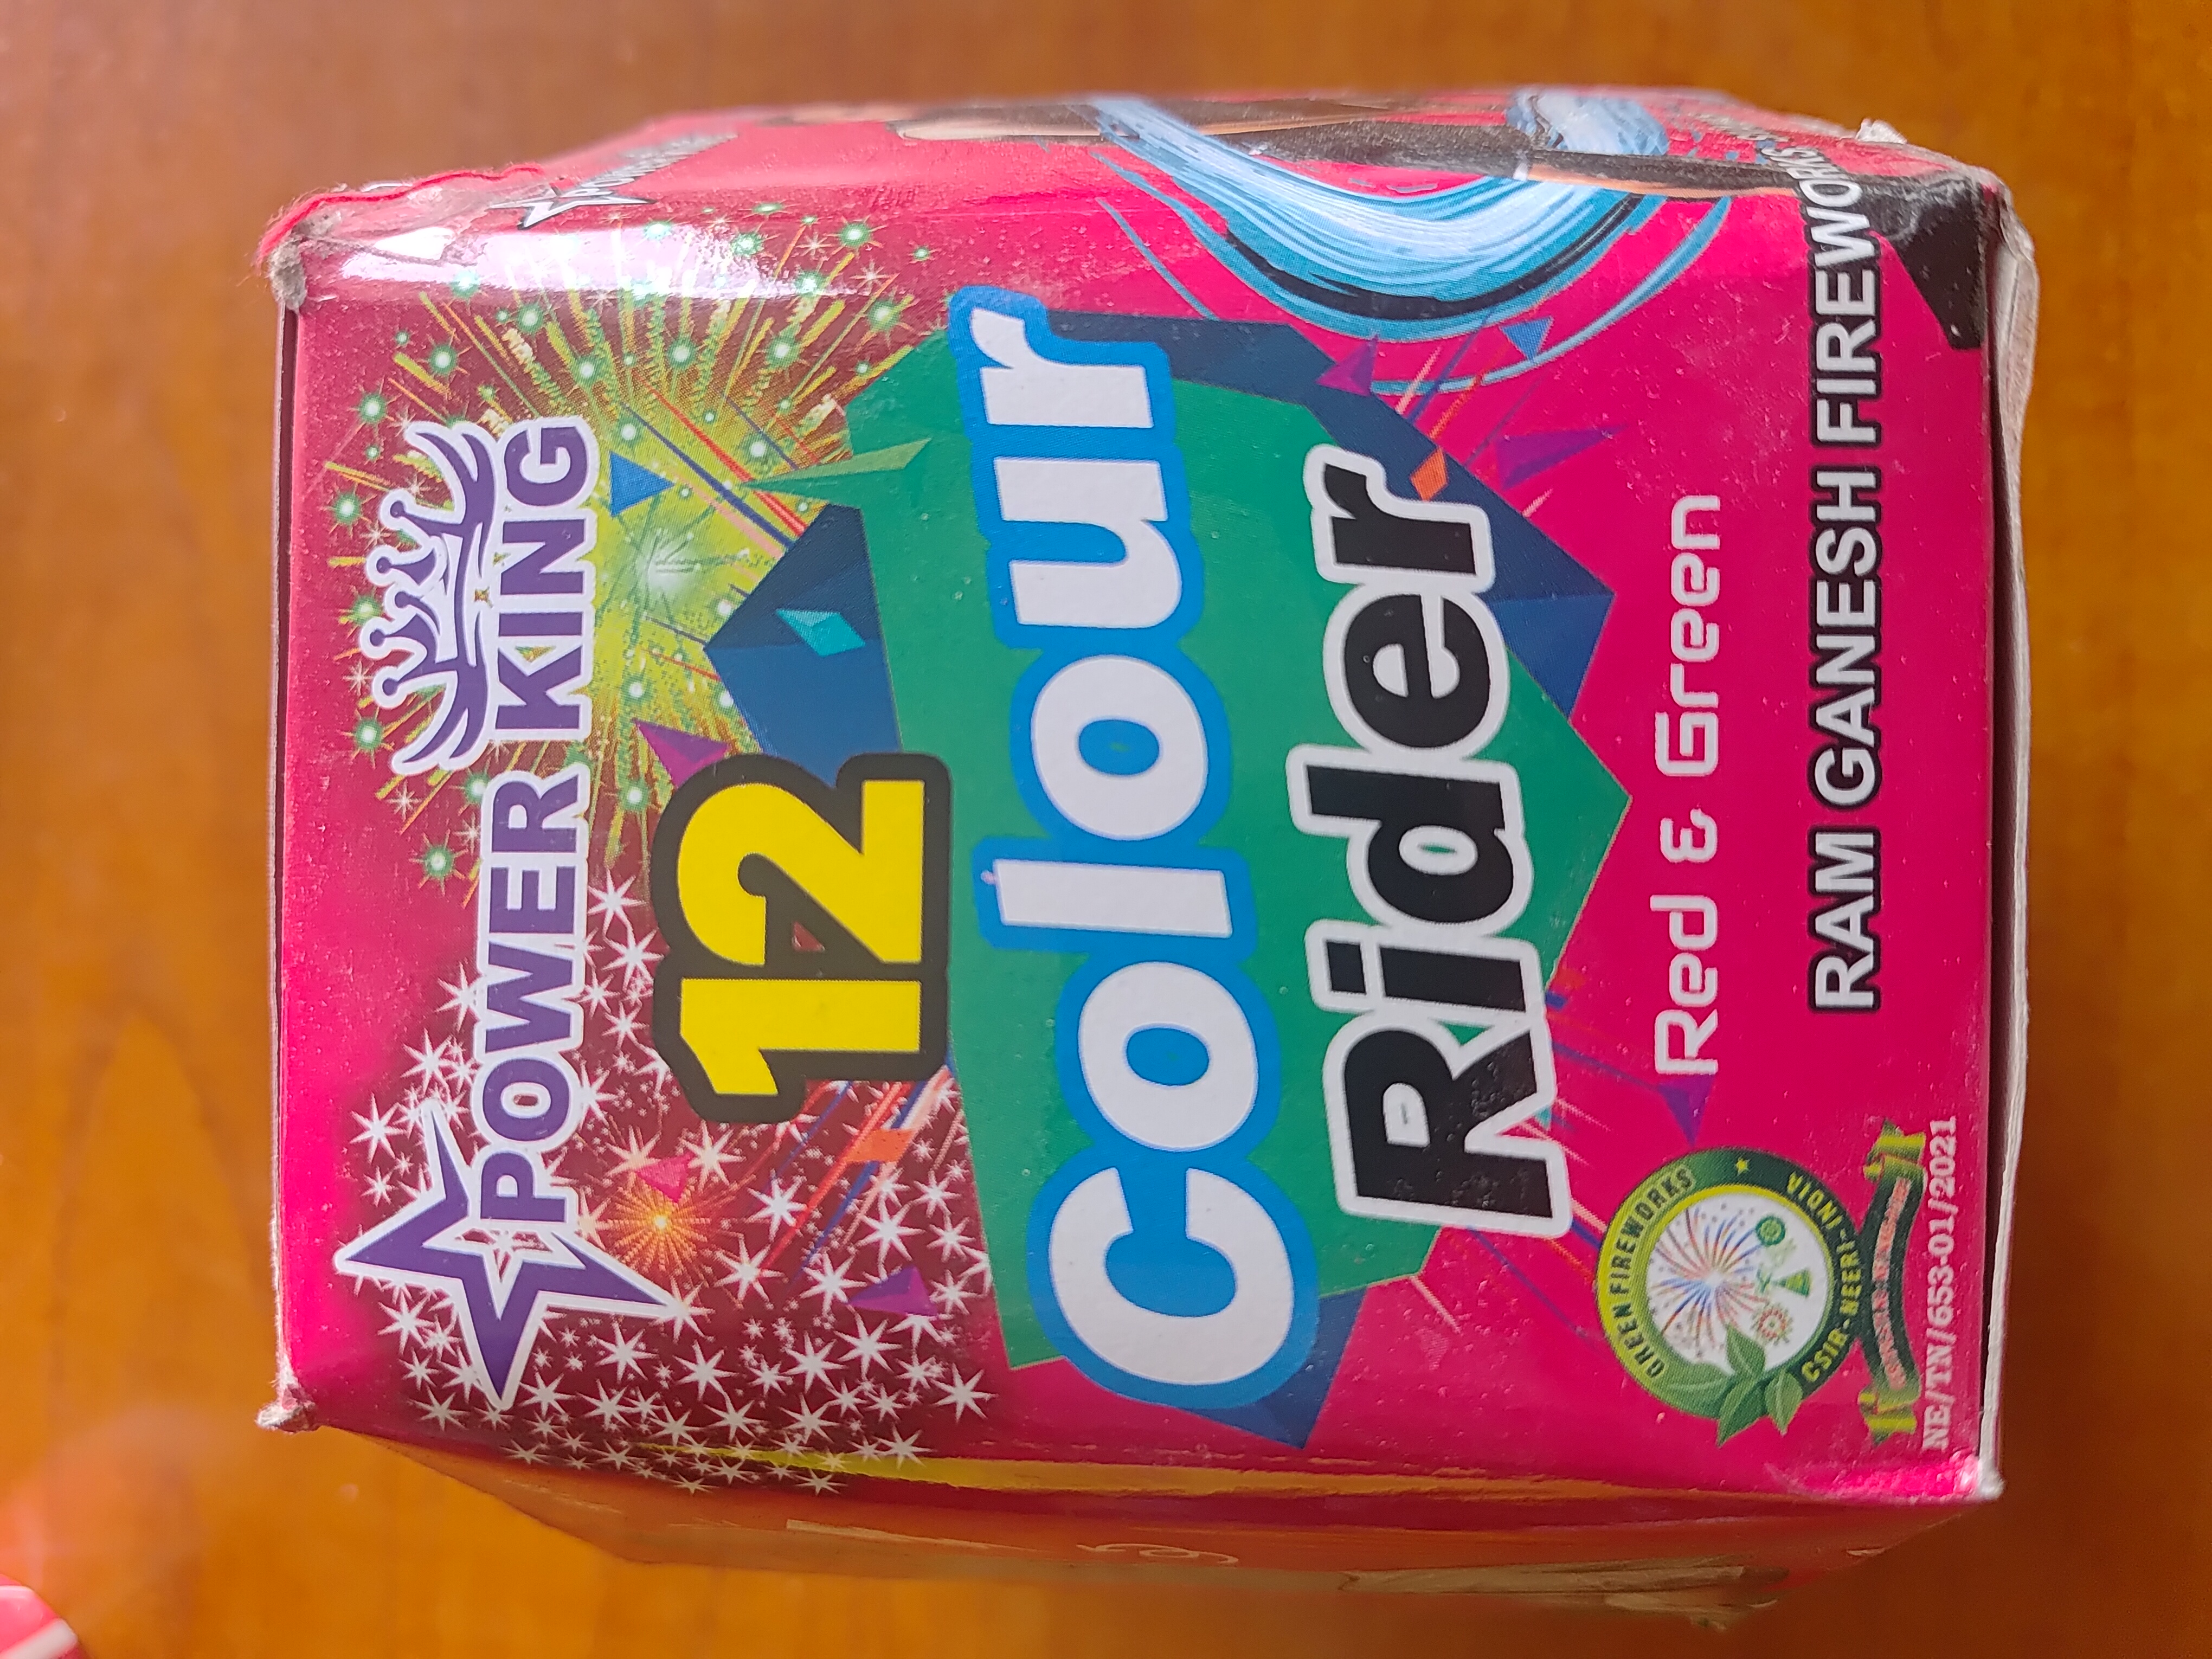 POWER KING
12
Colour
Rider
Red & Green
GREEN FIREWORKS
CSIR-NEERI-INDIA
NE/TN/653-01/2021
RAM GANESH FIREWORKS